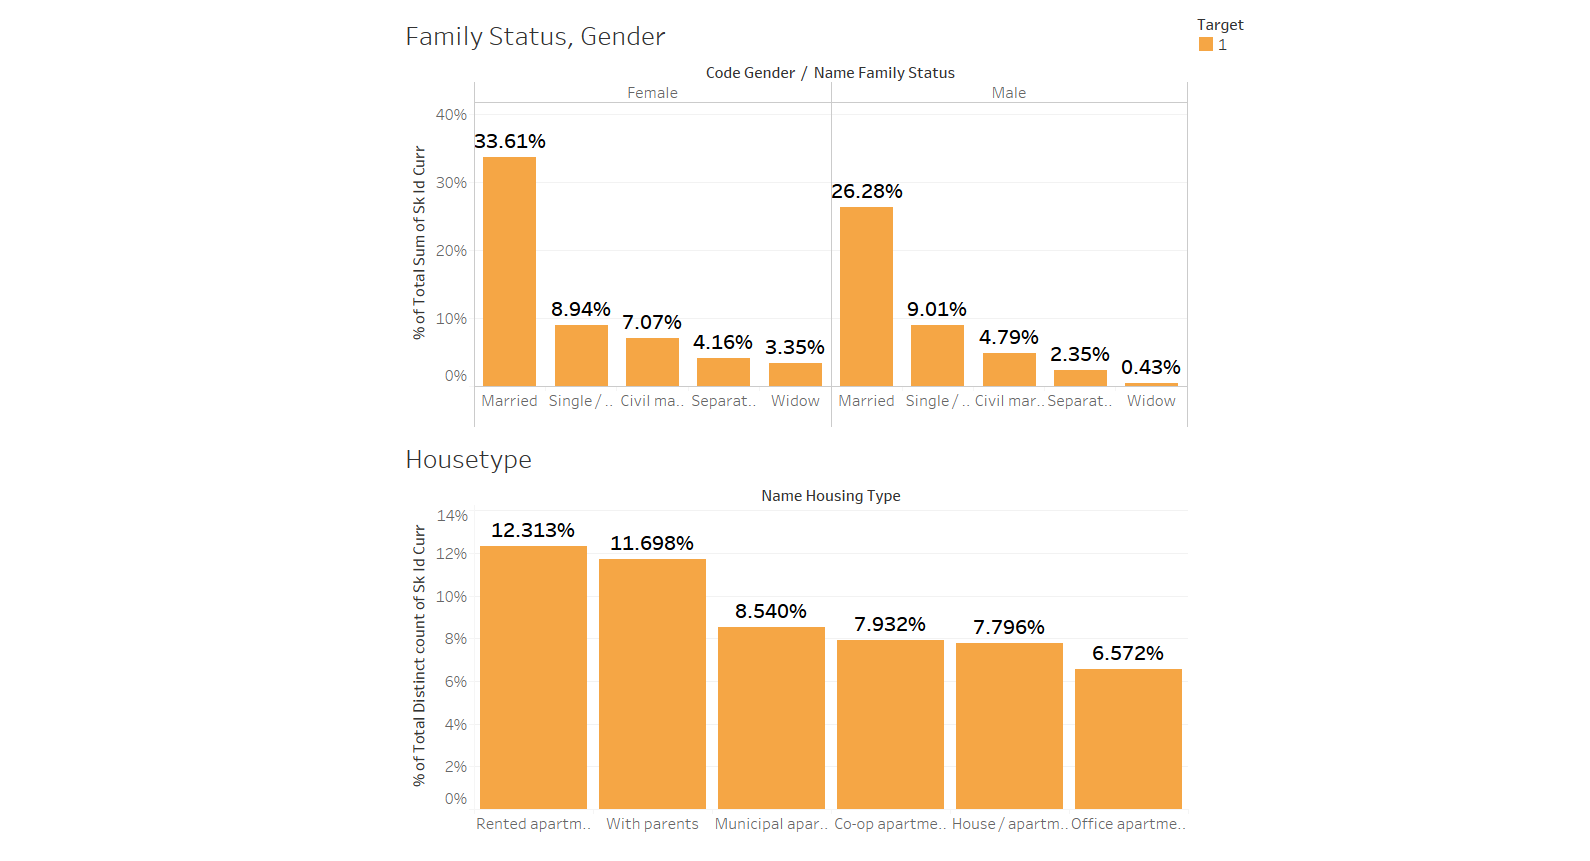 Family Status, Gender
Target
1
Code Gender / Name Family Status
Female
Male
% of Total Sum of Sk Id Curr
40%
30%
20%
10%
0%
33.61%
8.94%
7.07%
4.16%
3.35%
26.28%
9.01%
4.79%
2.35%
0.43%
Married
Single / ..
Civil ma..
Separat..
Widow
Married
Single / ..
Civil mar..
Separat..
Widow
Housetype
Name Housing Type
% of Total Distinct count of Sk Id Curr
14%
12%
10%
8%
6%
4%
2%
0%
12.313%
11.698%
8.540%
7.932%
7.796%
6.572%
Rented apartm..
With parents
Municipal apar..
Co-op apartme..
House / apartm..
Office apartme..